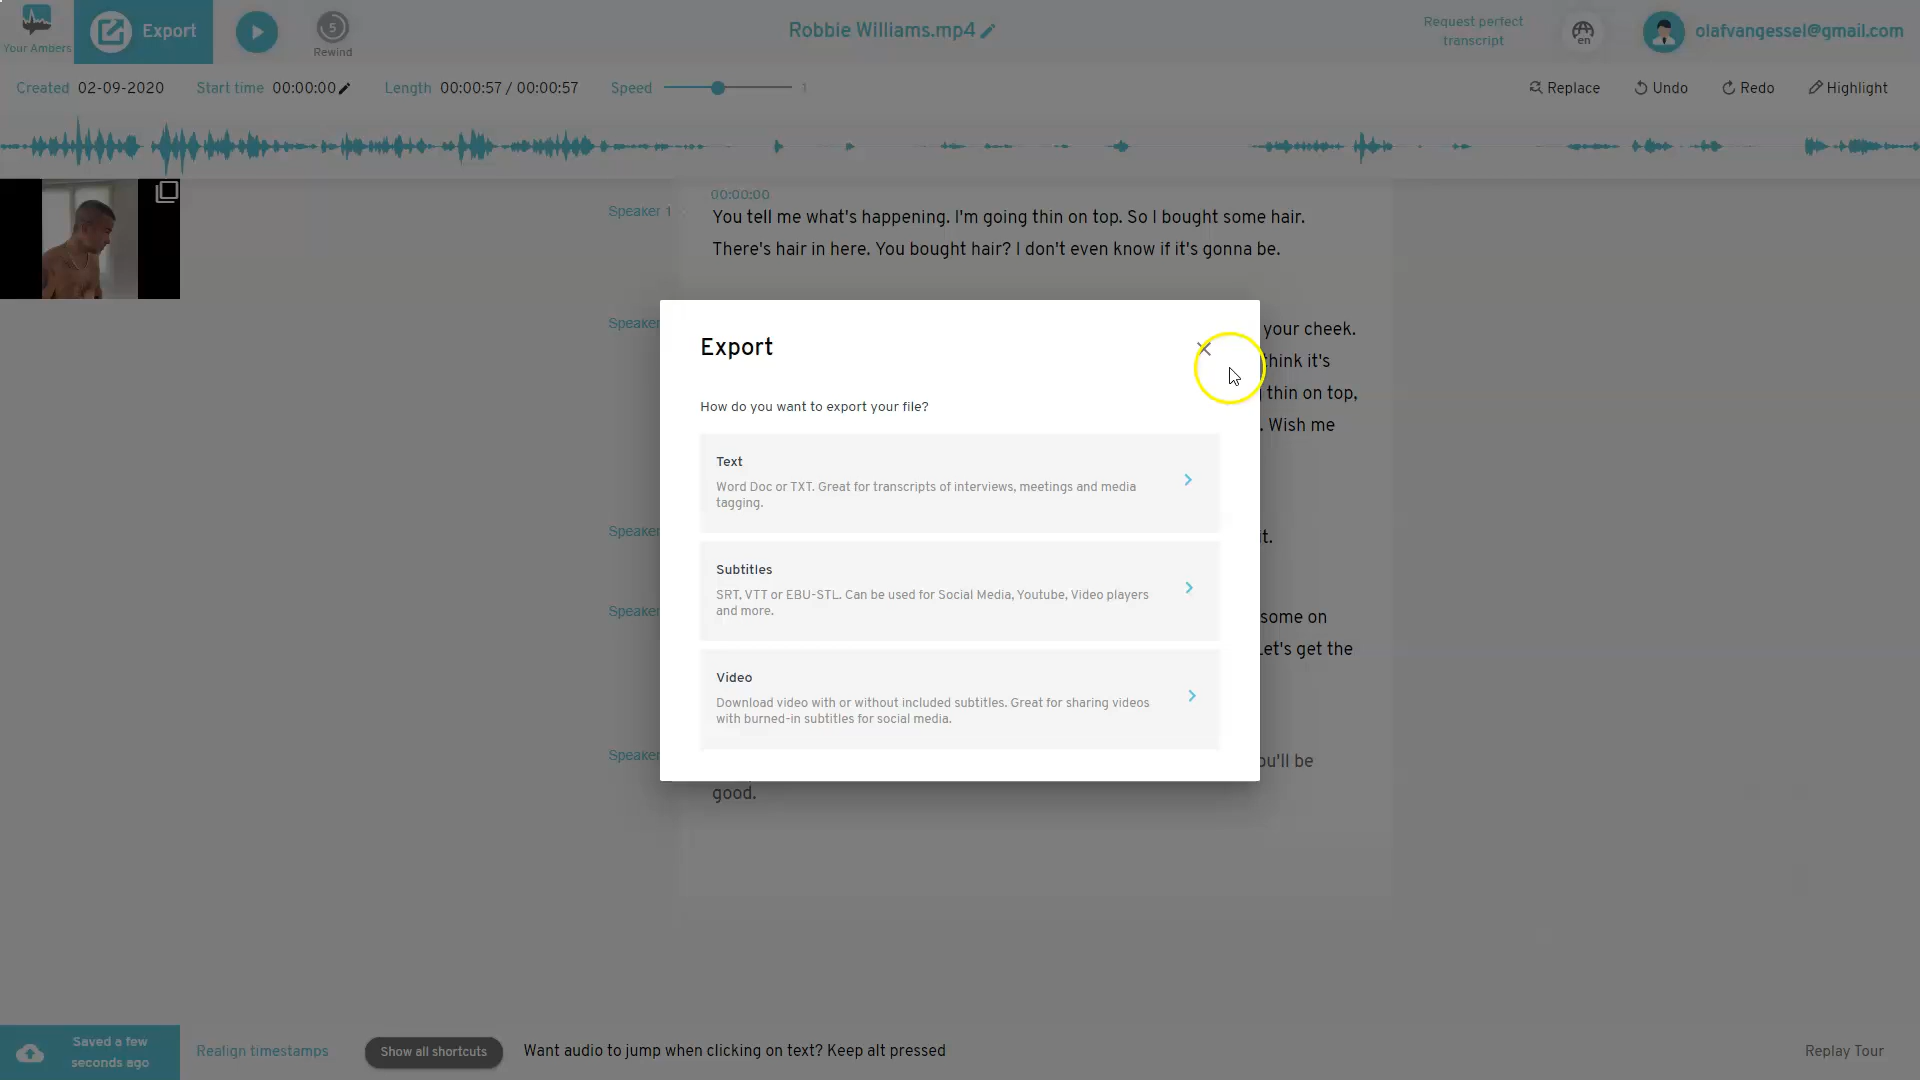 Your Ambers
Export
5
Rewind
Robbie Williams.mp4
Request perfect
transcript
en
olafvangessel@gmail.com
Created 02-09-2020 Start time 00:00:00 Length 00:00:57 / 00:00:57 Speed 1 Replace Undo Redo Highlight
00:00:00
Speaker 1
You tell me what's happening. I'm going thin on top. So I bought some hair.
There's hair in here. You bought hair? I don't even know if it's gonna be.
Speaker
your cheek.
think it's
thin on top,
. Wish me
Speaker
it.
Speaker
some on
Let's get the
Speaker
ou'll be
good.
Export
How do you want to export your file?
Text
Word Doc or TXT. Great for transcripts of interviews, meetings and media
tagging.
Subtitles
SRT, VTT or EBU-STL. Can be used for Social Media, Youtube, Video players
and more.
Video
Download video with or without included subtitles. Great for sharing videos
with burned-in subtitles for social media.
Saved a few
seconds ago
Realign timestamps
Show all shortcuts
Want audio to jump when clicking on text? Keep alt pressed
Replay Tour